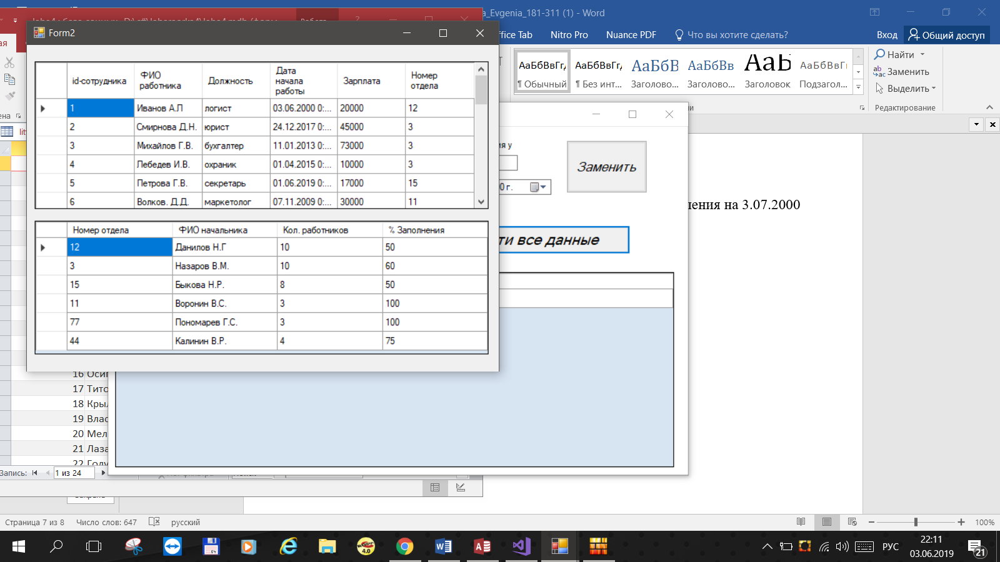 a_Evgenia_181-311 (1) - Word
Form2
ffice Tab
Nitro Pro
Nuance PDF
Что вы хотите сделать?
Вход
Общий доступ
АаБбВвГг,
АаБбВвГг,
АаБбВ
АаБбВв
АаБ
АаБбВвГг
¶ Обычный
¶ Без инт...
Заголово...
Заголово...
Заголовок
Подзагол...
Найти
Заменить
Выделить
Редактирование
id-сотрудника
ФИО работника
Должность
Дата начала работы
Зарплата
Номер отдела
1 Иванов А.П логист 03.06.2000 0:... 20000 12
2 Смирнова Д.Н. юрист 24.12.2017 0:... 45000 3
3 Михайлов Г.В. бухгалтер 11.01.2013 0:... 73000 3
4 Лебедев И.В. охраник 01.04.2015 0:... 10000 3
5 Петрова Г.В. секретарь 01.06.2019 0:... 17000 15
6 Волков. Д.Д. маркетолог 07.11.2009 0:... 30000 11
Номер отдела ФИО начальника Кол. работников % Заполнения
12 Данилов Н.Г 10 50
3 Назаров В.М. 10 60
15 Быкова Н.Р. 8 50
11 Воронин В.С. 3 100
77 Пономарев Г.С. 3 100
44 Калинин В.Р. 4 75
ия у
Заменить
0 г.
ти все данные
ления на 3.07.2000
16 Осип
17 Тито
18 Крыл
19 Влас
20 Мел
21 Лаза
22 Голу
Запись:
1 из 24
Страница 7 из 8
Число слов: 647
русский
100%
64
4.0
РУС
22:11
03.06.2019
21